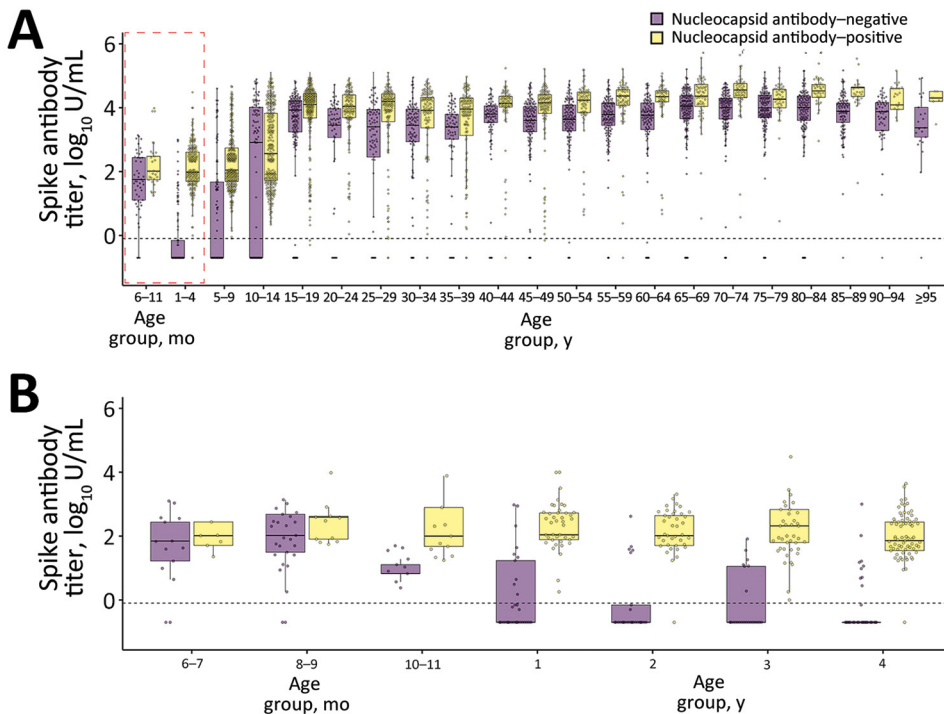 A
Nucleocapsid antibody–negative
Nucleocapsid antibody–positive
Spike antibody
titer, log10 U/mL
6
4
2
0
6–11 1–4 5–9 10–14 15–19 20–24 25–29 30–34 35–39 40–44 45–49 50–54 55–59 60–64 65–69 70–74 75–79 80–84 85–89 90–94 ≥95
Age
group, mo
Age
group, y
B
Spike antibody
titer, log10 U/mL
6
4
2
0
6–7 8–9 10–11 1 2 3 4
Age
group, mo
Age
group, y